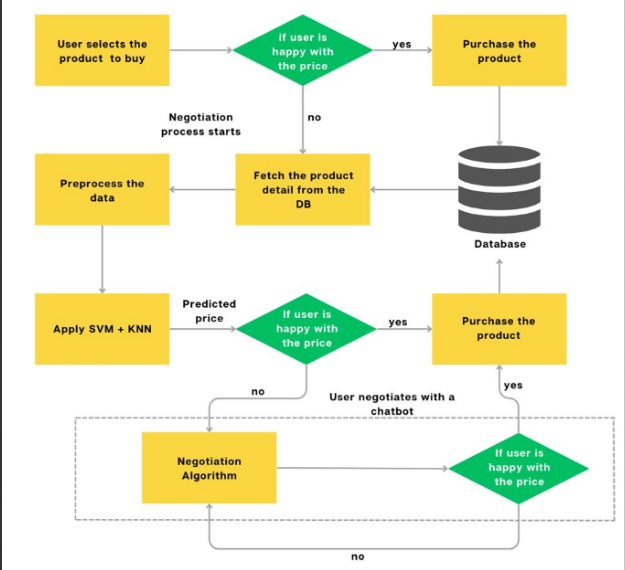 User selects the
product to buy
if user is
happy with
the price
yes
Purchase the
product
Negotiation
process starts
no
Preprocess the
data
Fetch the product
detail from the
DB
Database
Apply SVM + KNN
Predicted
price
If user is
happy with
the price
yes
Purchase the
product
no
User negotiates with a
chatbot
yes
Negotiation
Algorithm
If user is
happy with
the price
no